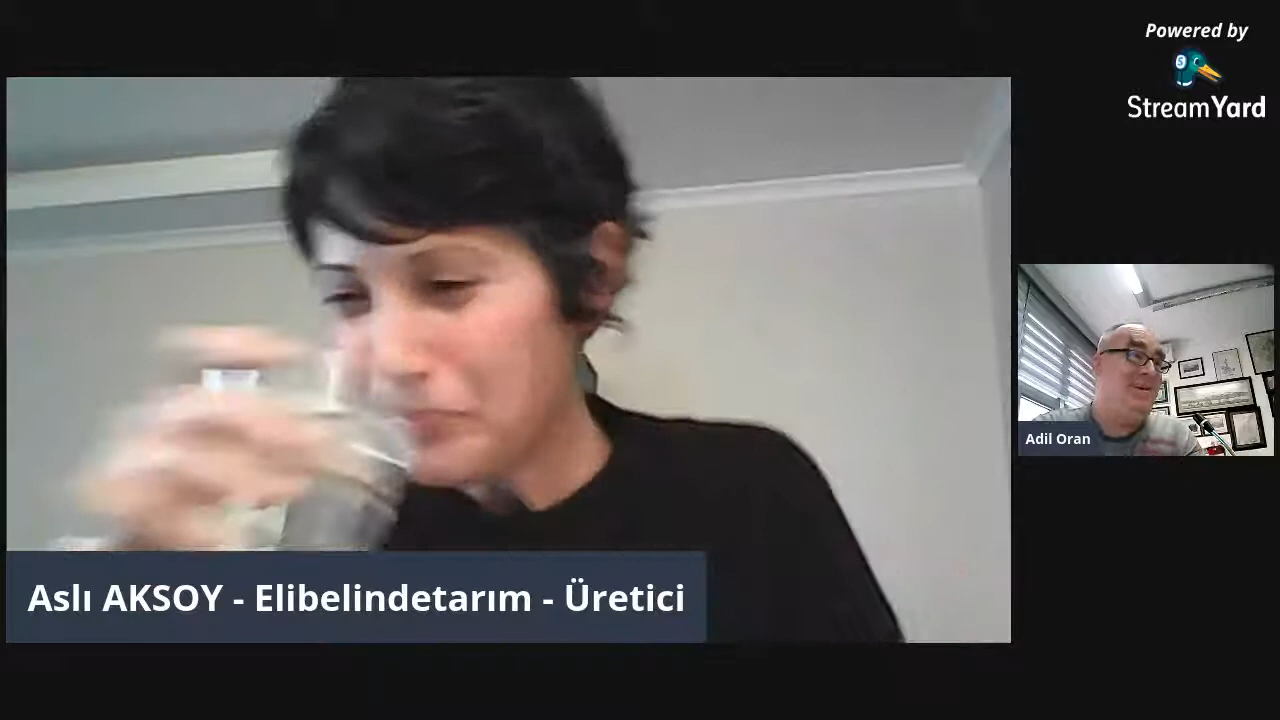 Powered by
StreamYard
Adil Oran
Aslı AKSOY - Elibelindetarım - Üretici